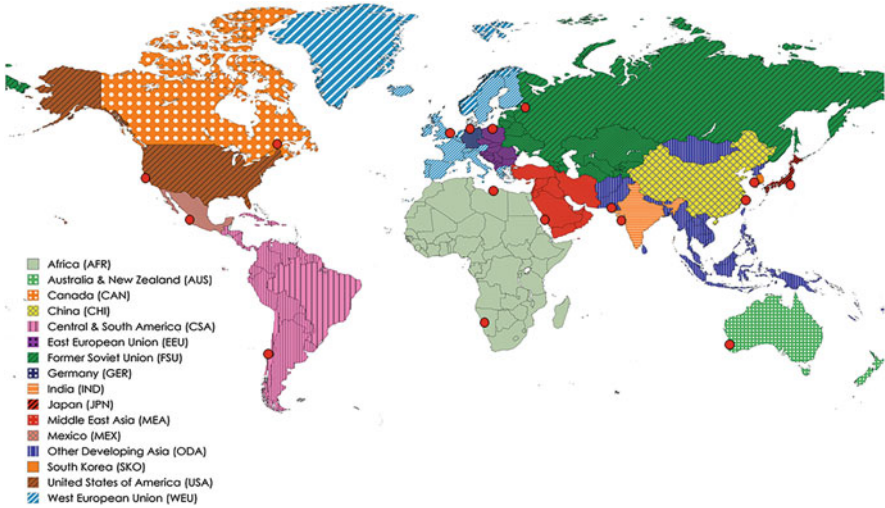 Africa (AFR)
Australia & New Zealand (AUS)
Canada (CAN)
China (CHI)
Central & South America (CSA)
East European Union (EEU)
Former Soviet Union (FSU)
Germany (GER)
India (IND)
Japan (JPN)
Middle East Asia (MEA)
Mexico (MEX)
Other Developing Asia (ODA)
South Korea (SKO)
United States of America (USA)
West European Union (WEU)